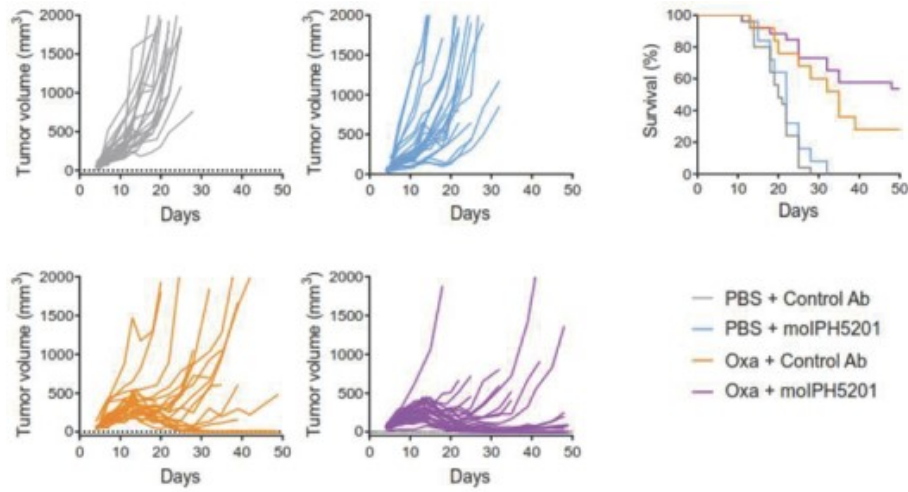 Tumor volume (mm³)
2000
1500
1000
500
0
0 10 20 30 40 50
Days
Tumor volume (mm³)
2000
1500
1000
500
0
0 10 20 30 40 50
Days
Survival (%)
100
80
60
40
20
0
0 10 20 30 40 50
Days
Tumor volume (mm³)
2000
1500
1000
500
0
0 10 20 30 40 50
Days
Tumor volume (mm³)
2000
1500
1000
500
0
0 10 20 30 40 50
Days
PBS + Control Ab
PBS + moIPH5201
Oxa + Control Ab
Oxa + moIPH5201